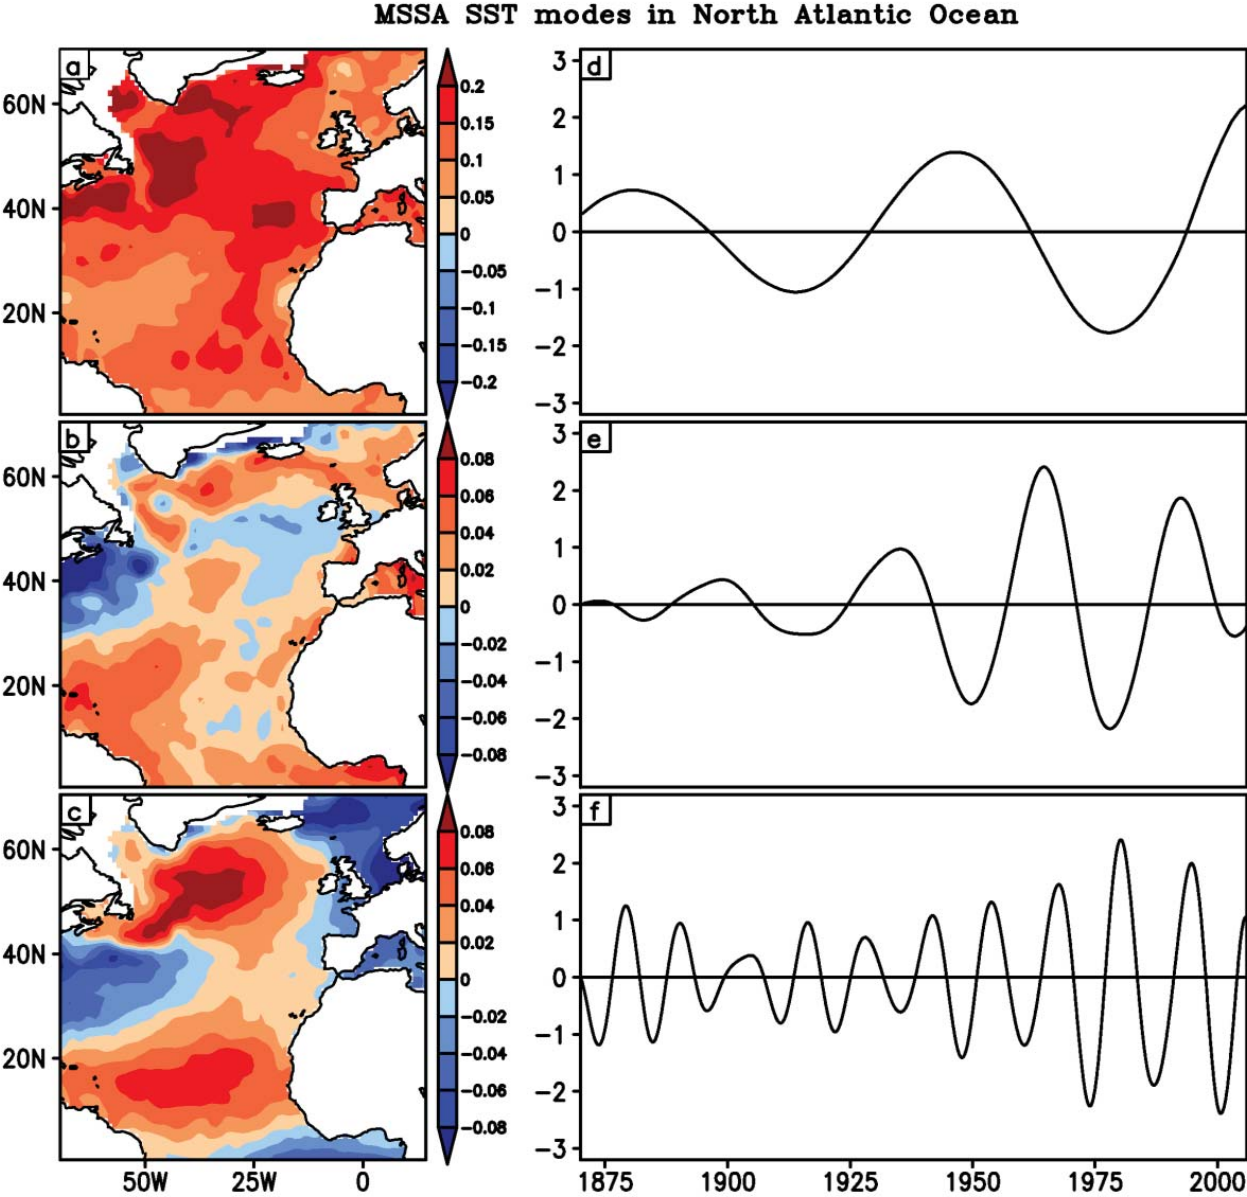 MSSA SST modes in North Atlantic Ocean
a
60N
40N
20N
0.2
0.15
0.1
0.05
0
−0.05
−0.1
−0.15
−0.2
d
3
2
1
0
−1
−2
−3
b
60N
40N
20N
0.08
0.06
0.04
0.02
0
−0.02
−0.04
−0.06
−0.08
e
3
2
1
0
−1
−2
−3
c
60N
40N
20N
0.08
0.06
0.04
0.02
0
−0.02
−0.04
−0.06
−0.08
f
3
2
1
0
−1
−2
−3
50W 25W 0
1875 1900 1925 1950 1975 2000